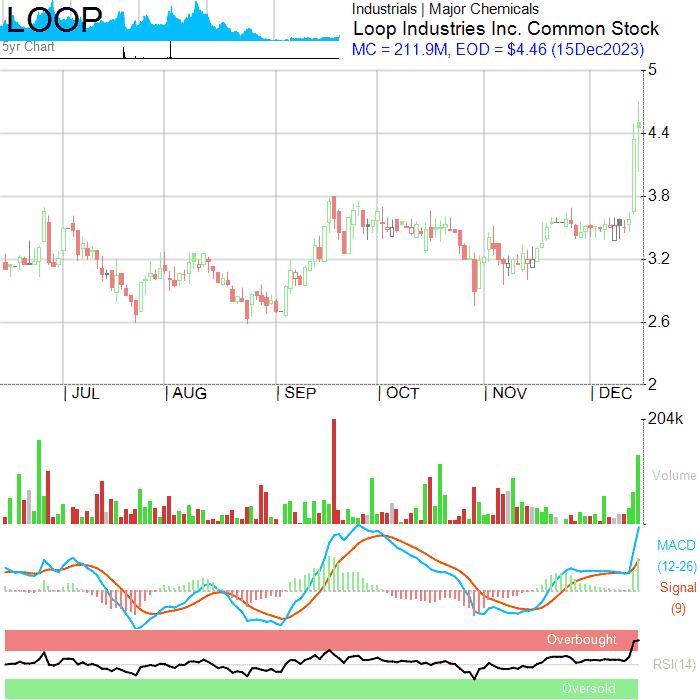 LOOP
5yr Chart
Industrials | Major Chemicals
Loop Industries Inc. Common Stock
MC = 211.9M, EOD = $4.46 (15Dec2023)
5
4.4
3.8
3.2
2.6
2
| JUL | AUG | SEP | OCT | NOV | DEC
204k
Volume
MACD
(12-26)
Signal
(9)
Overbought
RSI(14)
Oversold